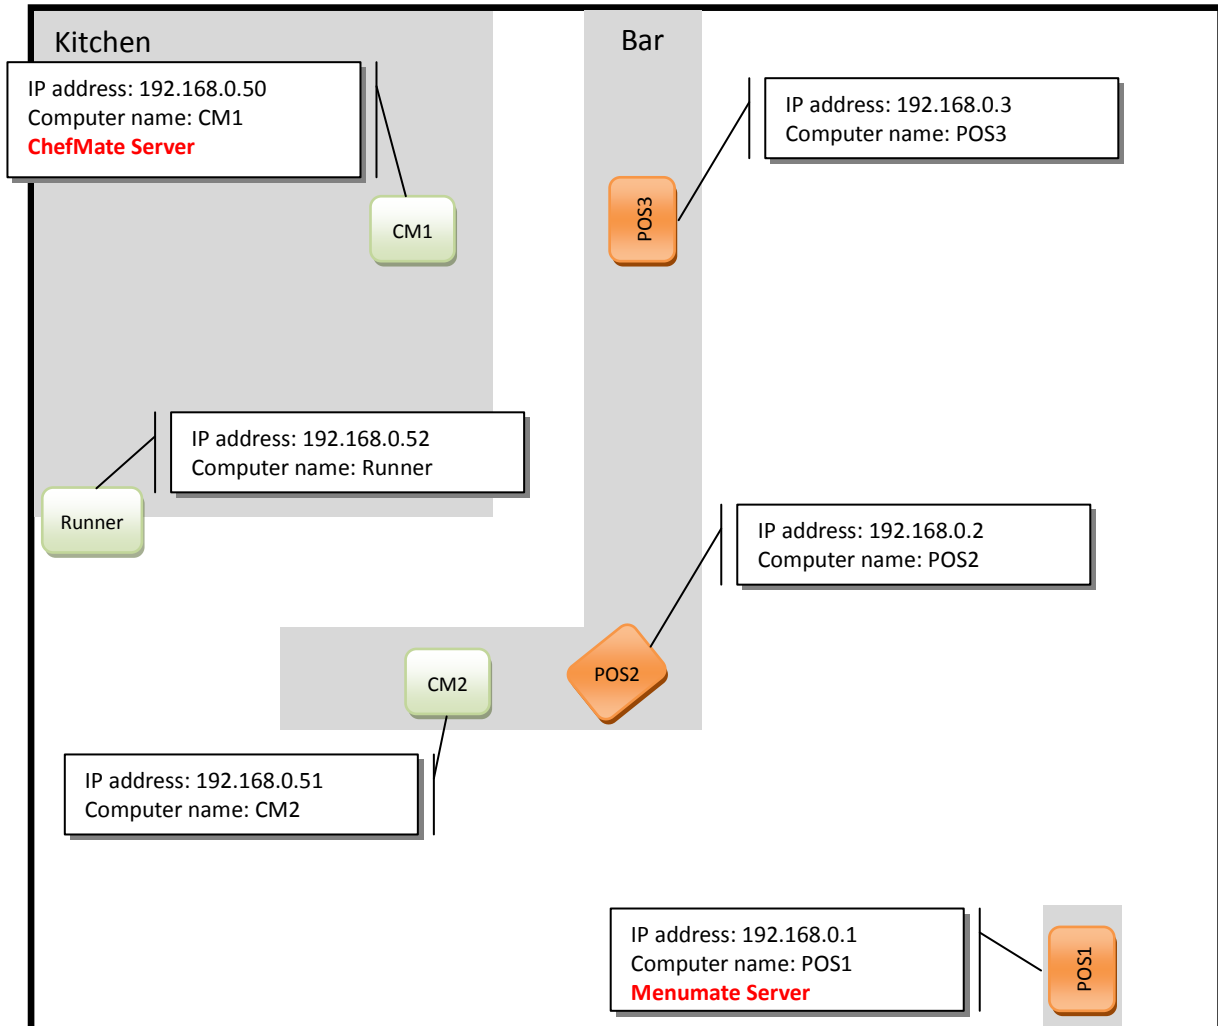 Kitchen
Bar
IP address: 192.168.0.50
Computer name: CM1
ChefMate Server
IP address: 192.168.0.3
Computer name: POS3
CM1
POS3
IP address: 192.168.0.52
Computer name: Runner
Runner
IP address: 192.168.0.2
Computer name: POS2
CM2
POS2
IP address: 192.168.0.51
Computer name: CM2
IP address: 192.168.0.1
Computer name: POS1
Menumate Server
POS1